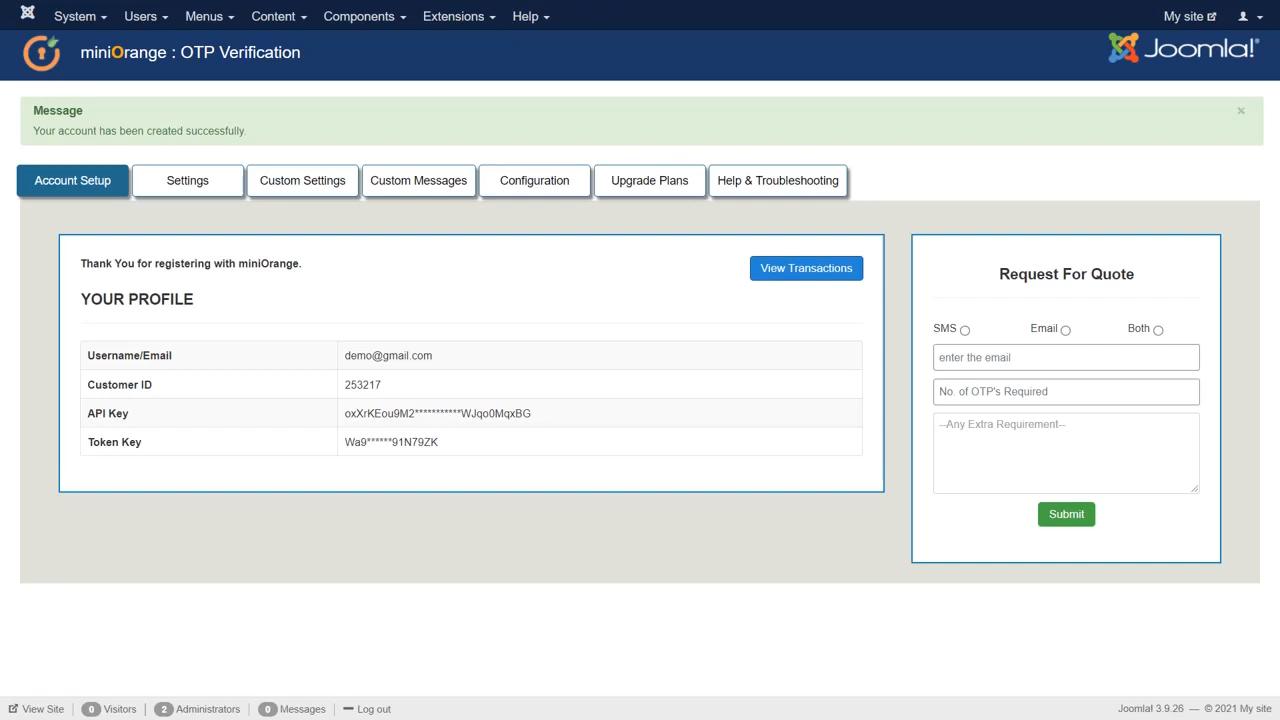 System Users Menus Content Components Extensions Help My site
miniOrange : OTP Verification Joomla!®
Message ×
Your account has been created successfully.
Account Setup Settings Custom Settings Custom Messages Configuration Upgrade Plans Help & Troubleshooting
Thank You for registering with miniOrange. View Transactions
YOUR PROFILE
Username/Email demo@gmail.com
Customer ID 253217
API Key oxXrKEou9M2***********WJqo0MqxBG
Token Key Wa9******91N79ZK
Request For Quote
SMS Email Both
enter the email
No. of OTP's Required
--Any Extra Requirement--
Submit
View Site 0 Visitors 2 Administrators 0 Messages Log out Joomla! 3.9.26 — © 2021 My site